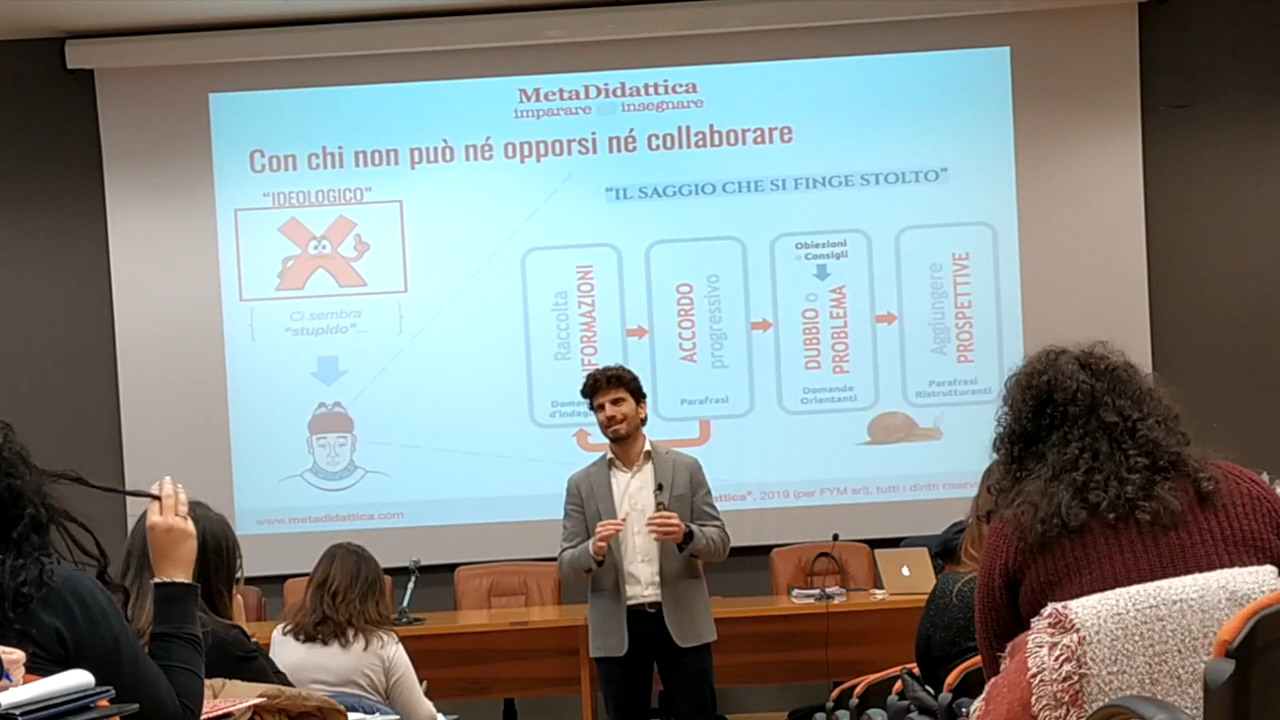 MetaDidattica
imparare insegnare
Con chi non può né opporsi né collaborare
“IDEOLOGICO”
“IL SAGGIO CHE SI FINGE STOLTO”
Ci sembra
“stupido”...
Raccolta
ACCORDO
progressivo
Parafrasi
Obiezioni
e Consigli
DUBBIO o
PROBLEMA
Domande
Orientanti
Aggiungere
PROSPETTIVE
Parafrasi
Ristrutturanti
www.metadidattica.com
2019 (per FYM srl), tutti i diritti